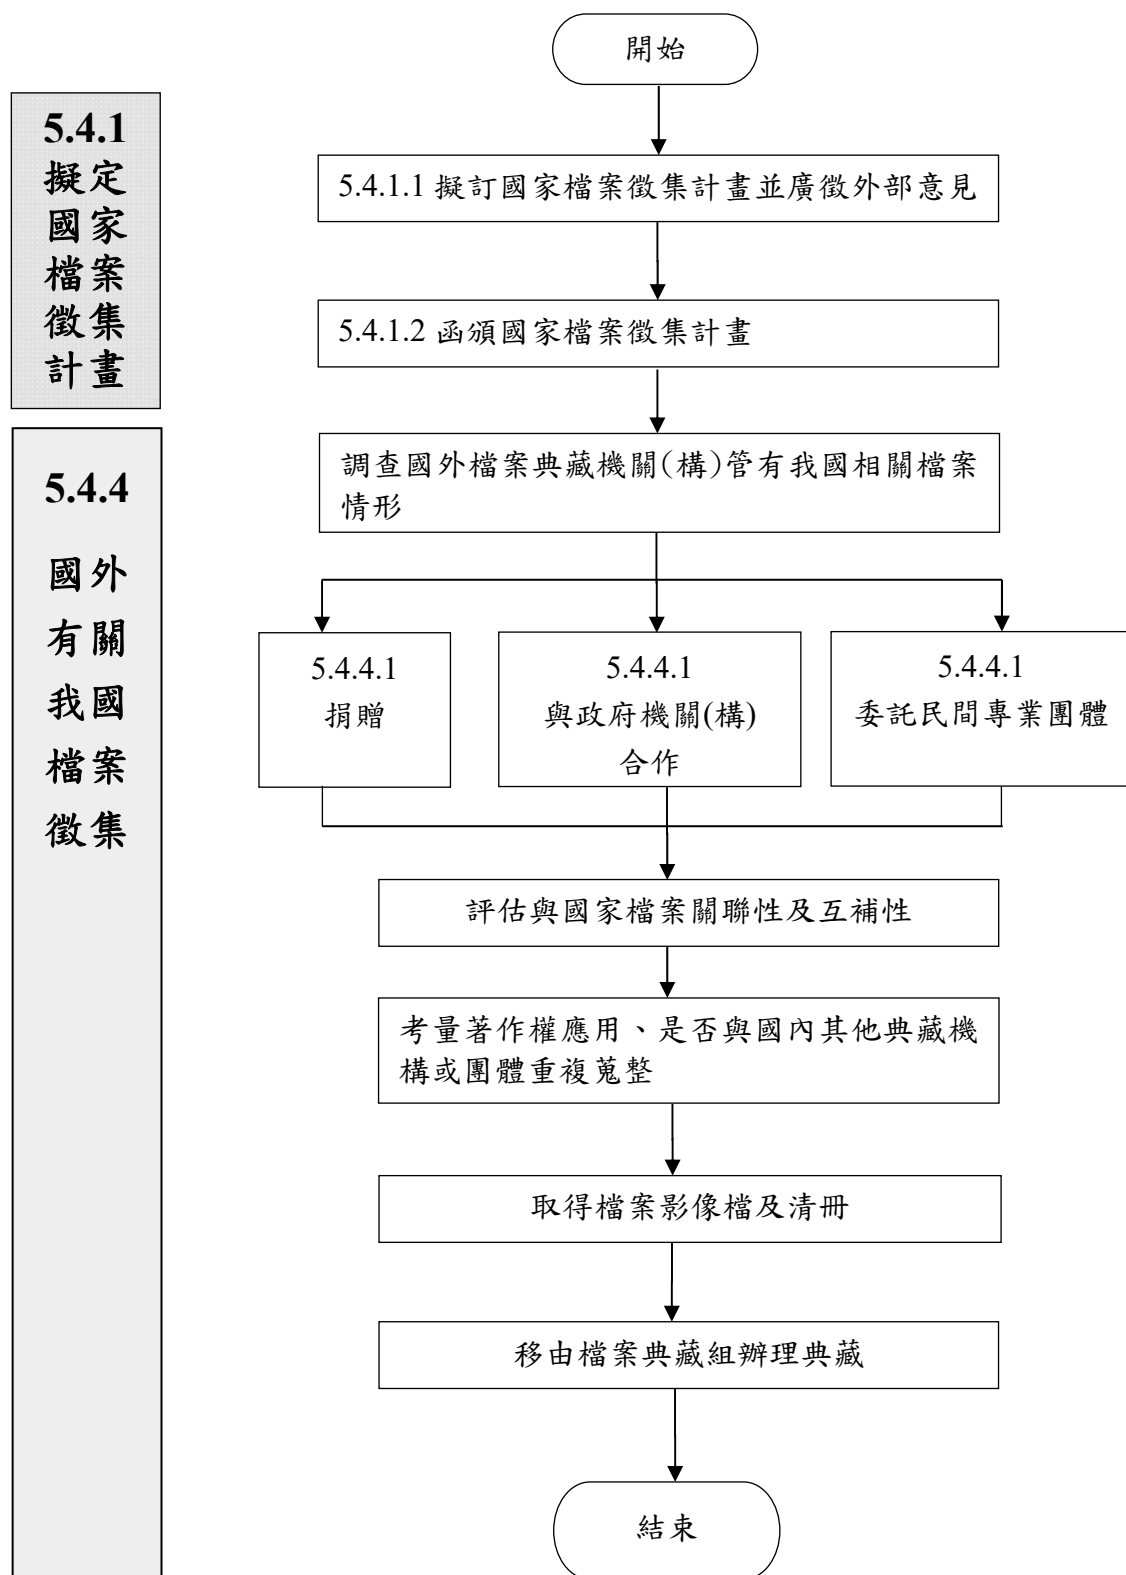 開始
5.4.1
擬定
國家
檔案
徵集
計畫
5.4.1.1 擬訂國家檔案徵集計畫並廣徵外部意見
5.4.1.2 函頒國家檔案徵集計畫
5.4.4
國外
有關
我國
檔案
徵集
調查國外檔案典藏機關(構)管有我國相關檔案
情形
5.4.4.1
捐贈
5.4.4.1
與政府機關(構)
合作
5.4.4.1
委託民間專業團體
評估與國家檔案關聯性及互補性
考量著作權應用、是否與國內其他典藏機
構或團體重複蒐整
取得檔案影像檔及清冊
移由檔案典藏組辦理典藏
結束